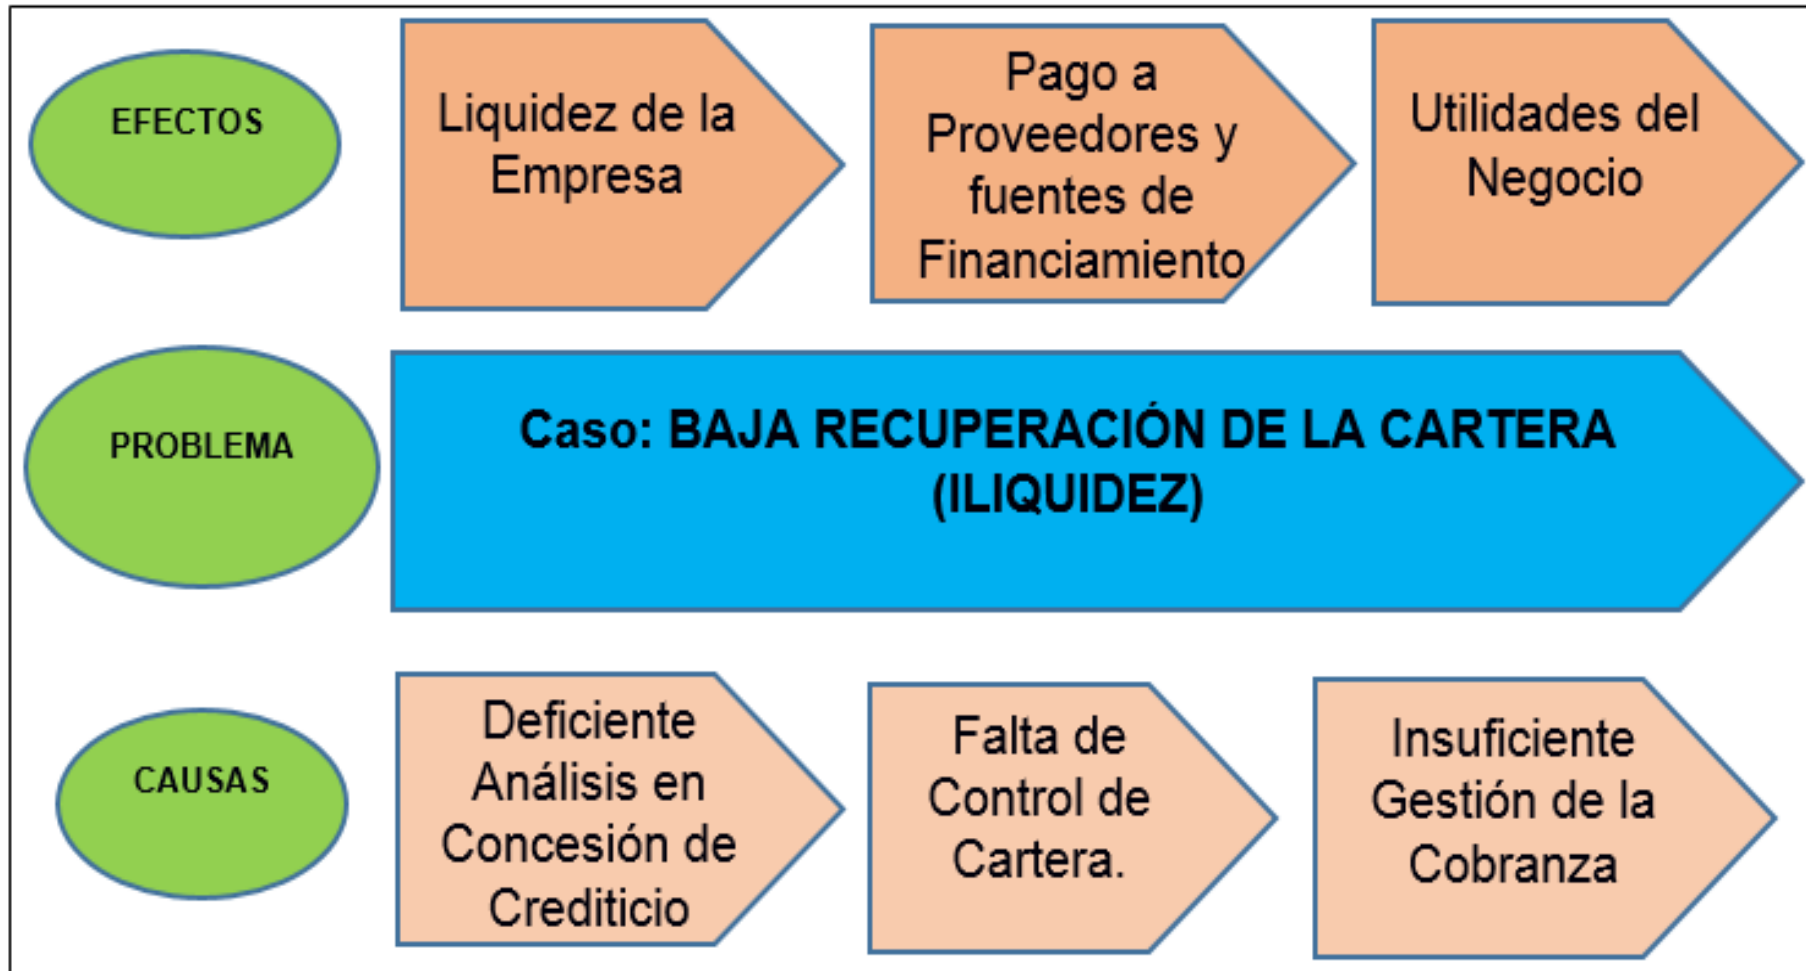 EFECTOS
Liquidez de la
Empresa
Pago a
Proveedores y
fuentes de
Financiamiento
Utilidades del
Negocio
PROBLEMA
Caso: BAJA RECUPERACIÓN DE LA CARTERA
(ILIQUIDEZ)
CAUSAS
Deficiente
Análisis en
Concesión de
Crediticio
Falta de
Control de
Cartera.
Insuficiente
Gestión de la
Cobranza